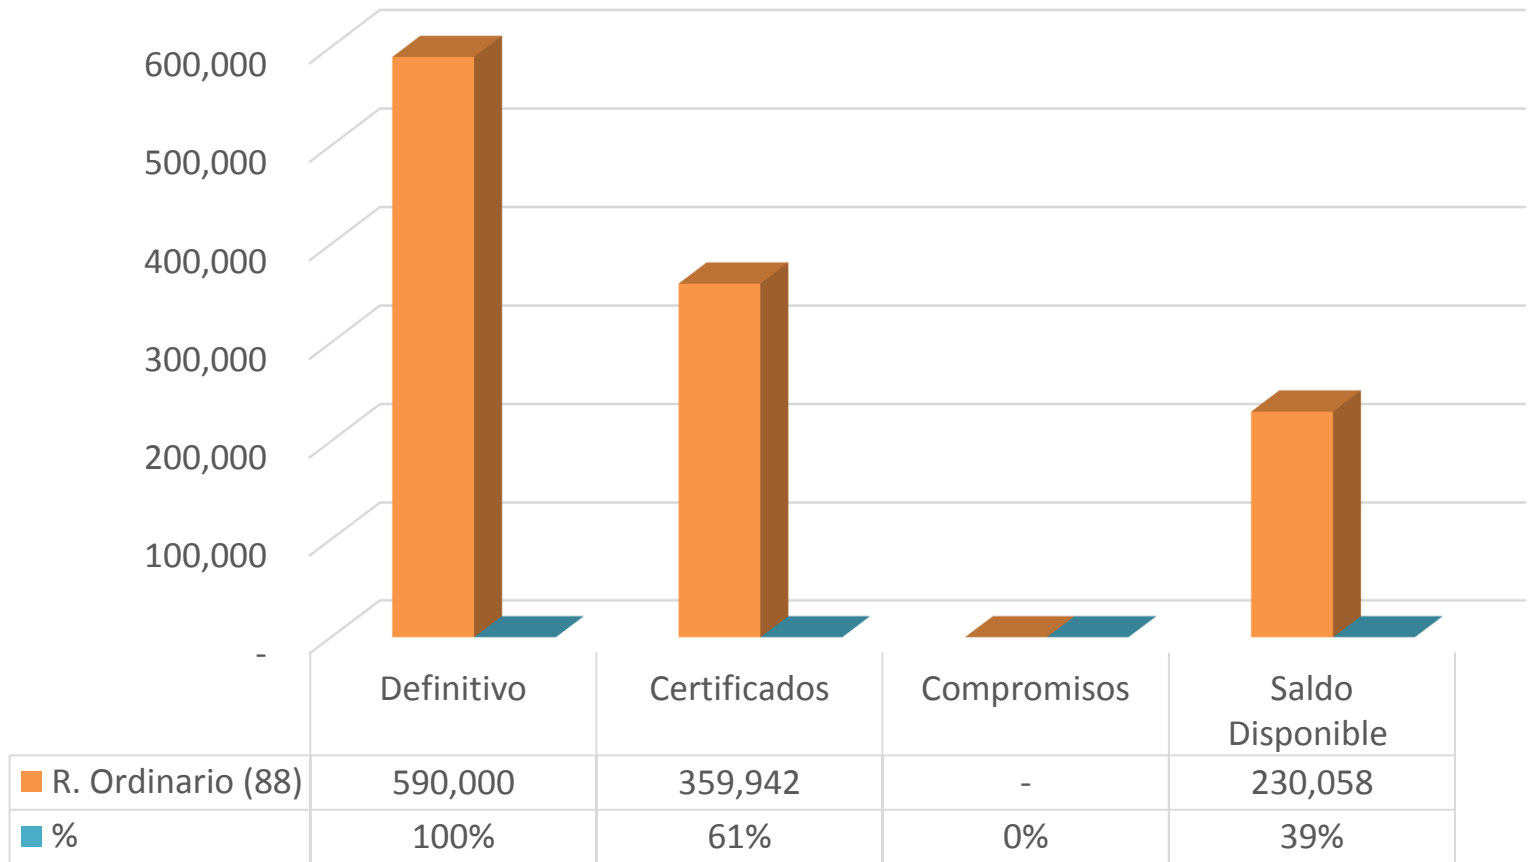 600,000
500,000
400,000
300,000
200,000
100,000
-
Definitivo Certificados Compromisos Saldo
Disponible
R. Ordinario (88) 590,000 359,942 - 230,058
% 100% 61% 0% 39%